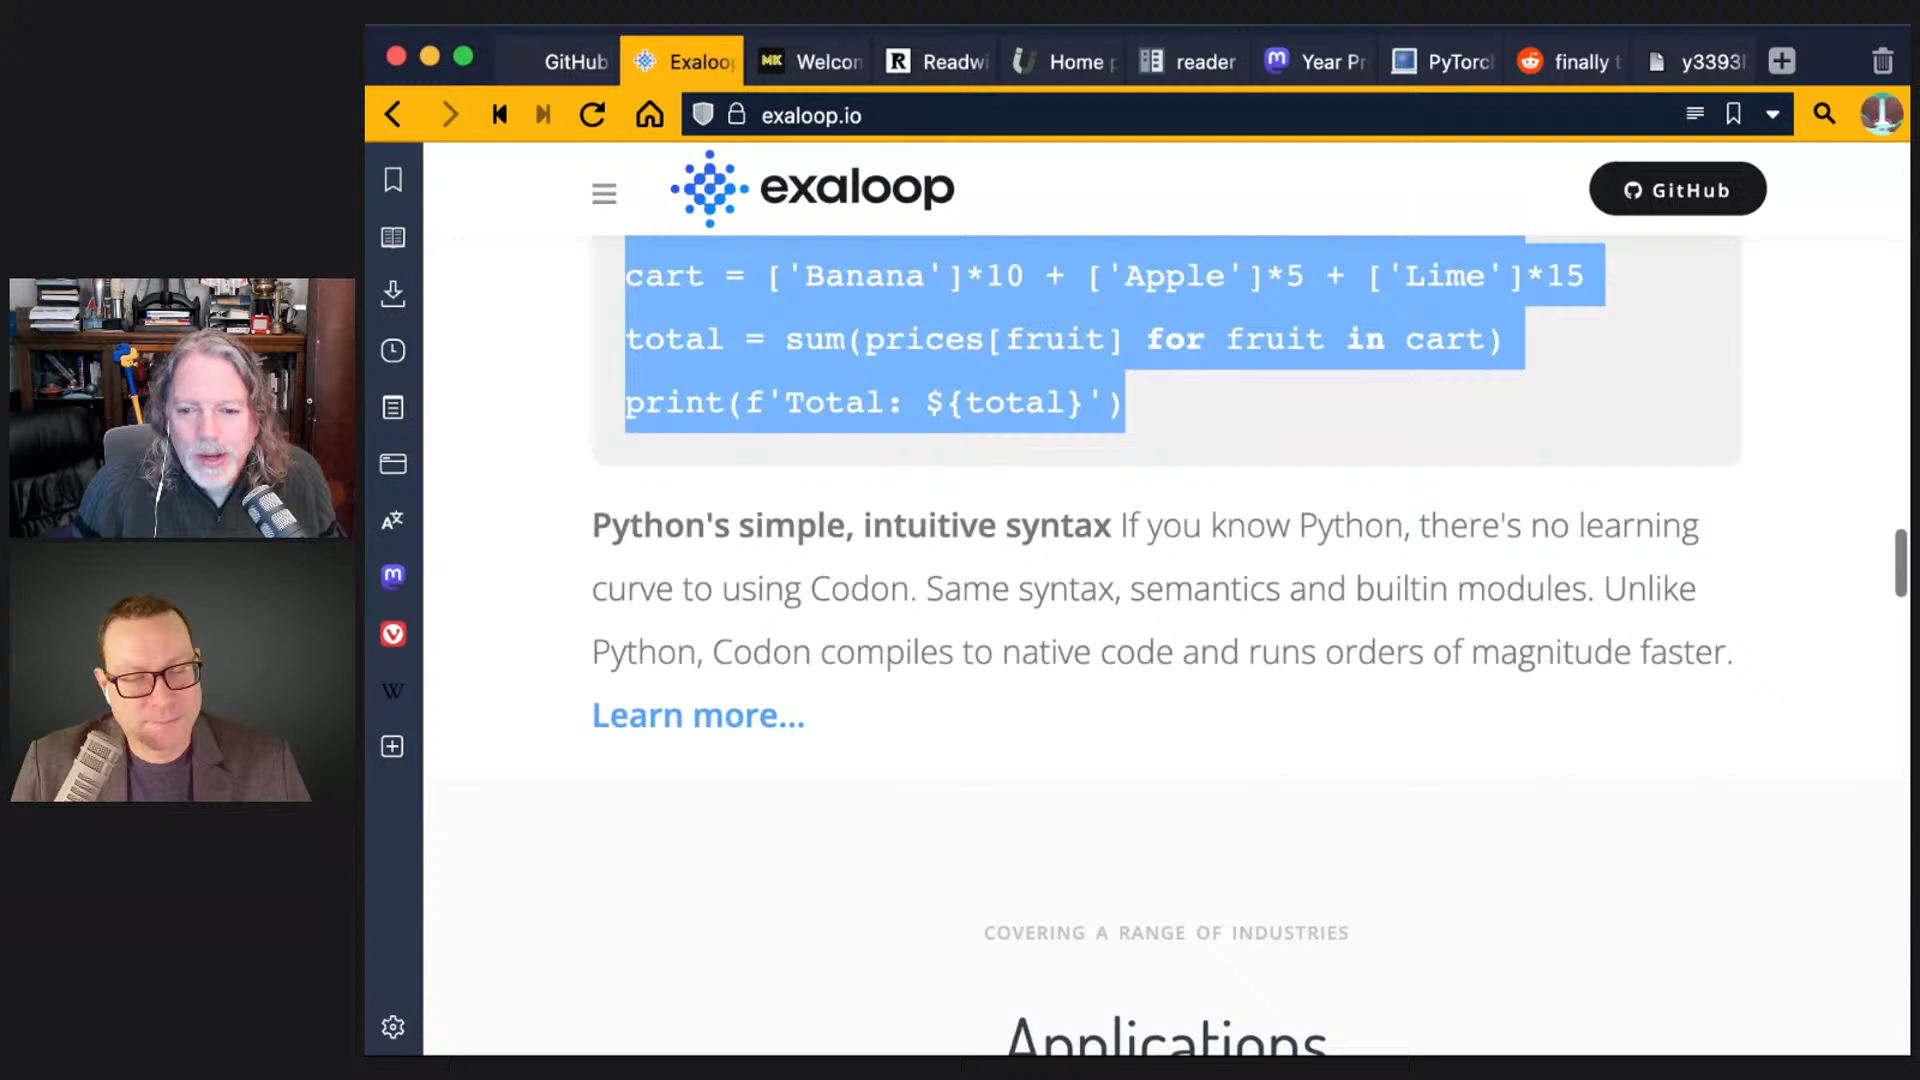 GitHub
Exaloo
MK
Welcon
R
Readwi
Home p
reader
Year Pr
PyTorc
finally t
y3393
exaloop.io
exaloop
GitHub
cart = ['Banana']*10 + ['Apple']*5 + ['Lime']*15
total = sum(prices[fruit] for fruit in cart)
print(f'Total: ${total}')
Python's simple, intuitive syntax If you know Python, there's no learning
curve to using Codon. Same syntax, semantics and builtin modules. Unlike
Python, Codon compiles to native code and runs orders of magnitude faster.
Learn more...
COVERING A RANGE OF INDUSTRIES
Applications